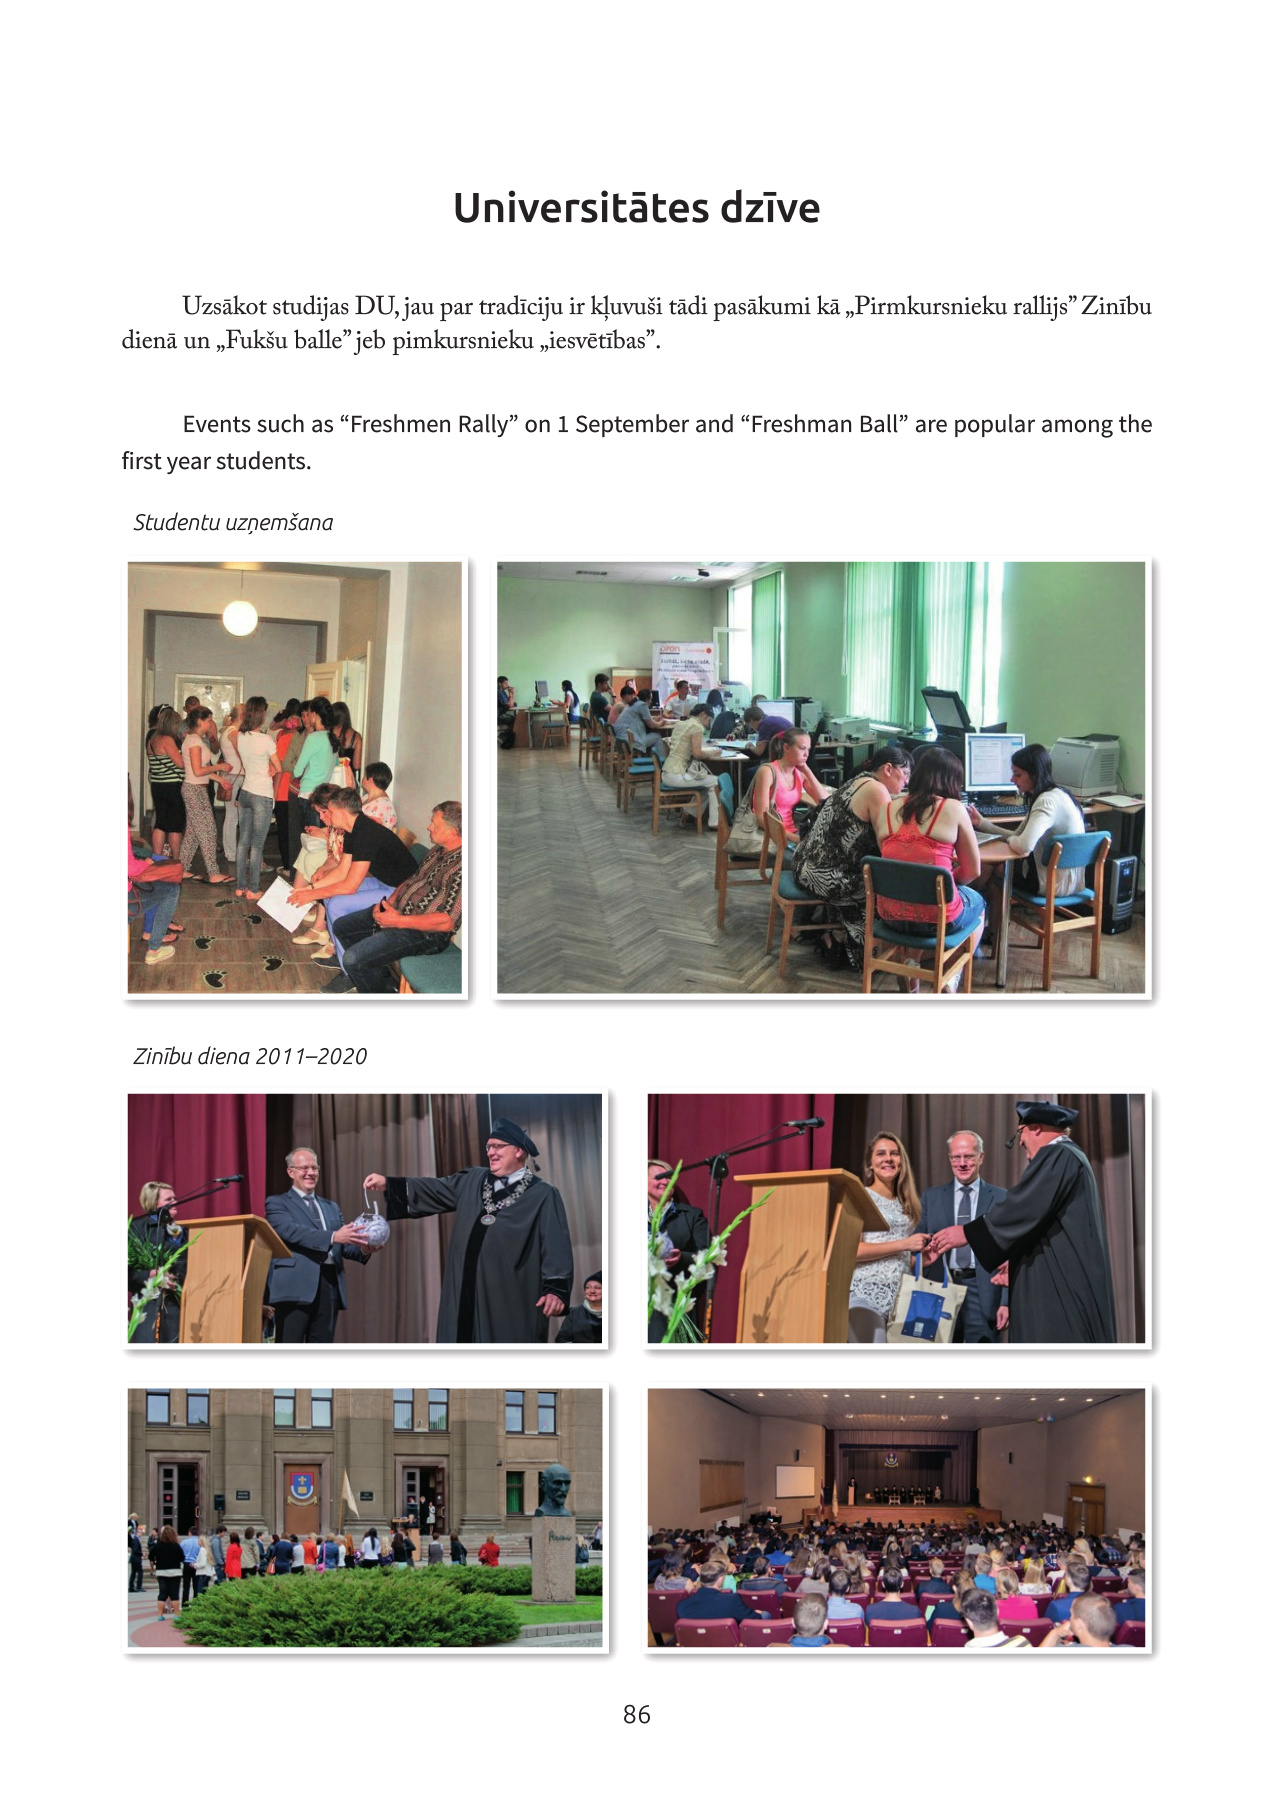 Universitātes dzīve
Uzsākot studijas DU, jau par tradīciju ir kļuvuši tādi pasākumi kā „Pirmkursnieku rallijs” Zinību
dienā un „Fukšu balle” jeb pimkursnieku „iesvētības”.
Events such as “Freshmen Rally” on 1 September and “Freshman Ball” are popular among the
first year students.
Studentu uzņemšana
Zinību diena 2011–2020
86